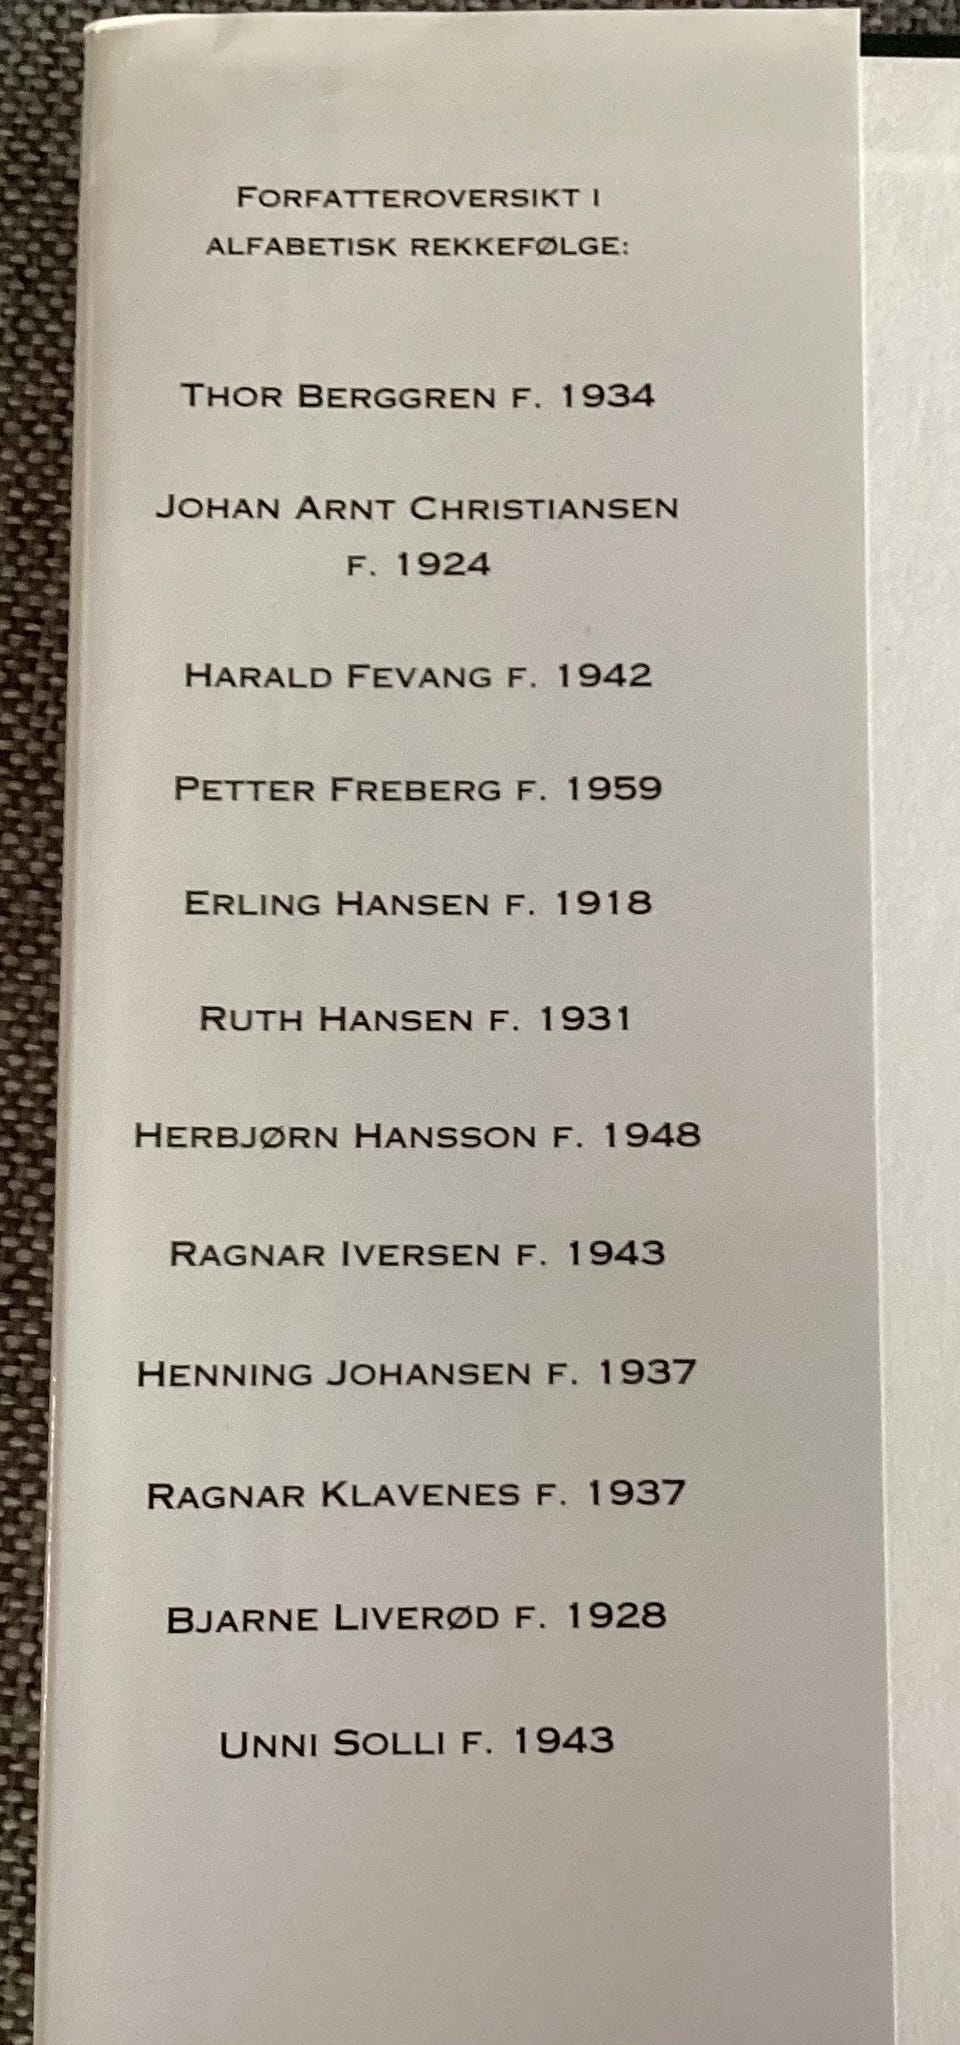 FORFATTEROVERSIKT I
ALFABETISK REKKEFØLGE:
THOR BERGGREN F. 1934
JOHAN ARNT CHRISTIANSEN
F. 1924
HARALD FEVANG F. 1942
PETTER FREBERG F. 1959
ERLING HANSEN F. 1918
RUTH HANSEN F. 1931
HERBJØRN HANSSON F. 1948
RAGNAR IVERSEN F. 1943
HENNING JOHANSEN F. 1937
RAGNAR KLAVENES F. 1937
BJARNE LIVERØD F. 1928
UNNI SOLLI F. 1943